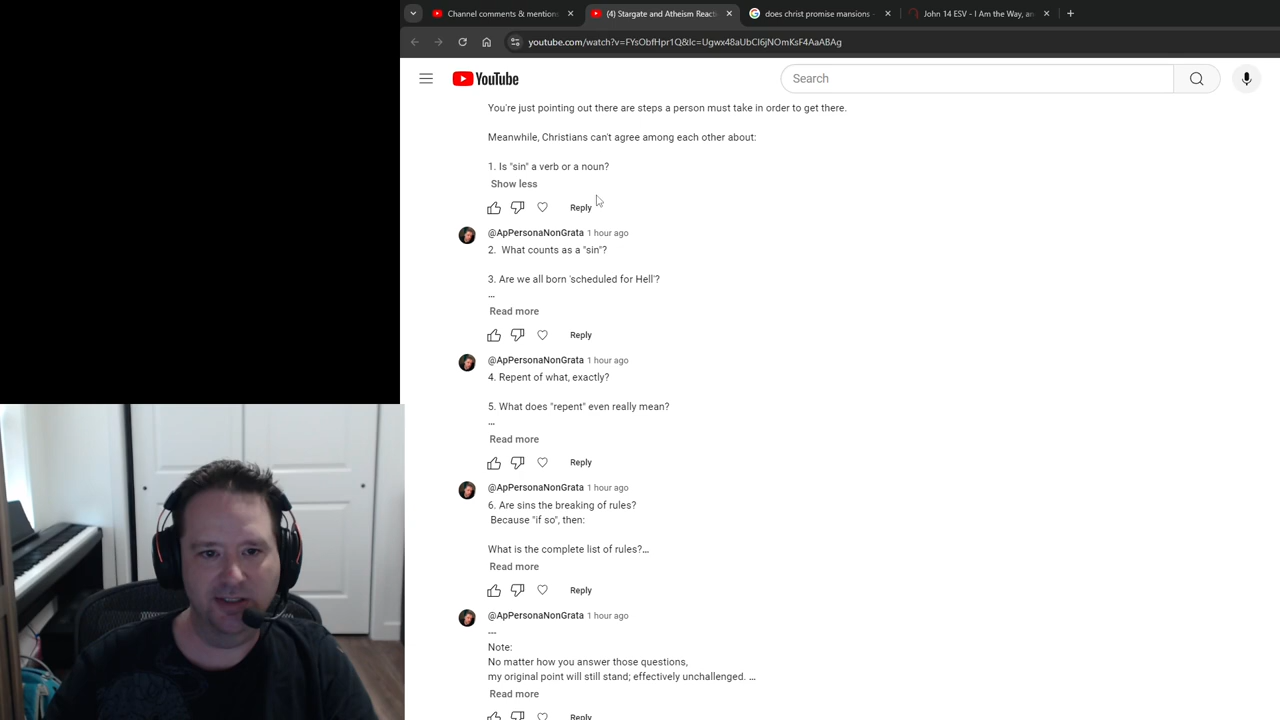 Channel comments & mentions
(4) Stargate and Atheism React
does christ promise mansions -
John 14 ESV - I Am the Way, an
youtube.com/watch?v=FYsObfHpr1Q&lc=Ugwx48aUbCI6jNOmKsF4AaABAg
YouTube
Search
You're just pointing out there are steps a person must take in order to get there.
Meanwhile, Christians can't agree among each other about:
1. Is "sin" a verb or a noun?
Show less
Reply
@ApPersonaNonGrata 1 hour ago
2. What counts as a "sin"?
3. Are we all born 'scheduled for Hell'?
...
Read more
Reply
@ApPersonaNonGrata 1 hour ago
4. Repent of what, exactly?
5. What does "repent" even really mean?
...
Read more
Reply
@ApPersonaNonGrata 1 hour ago
6. Are sins the breaking of rules?
Because "if so", then:
What is the complete list of rules?...
Read more
Reply
@ApPersonaNonGrata 1 hour ago
---
Note:
No matter how you answer those questions,
my original point will still stand; effectively unchallenged. ...
Read more
Reply